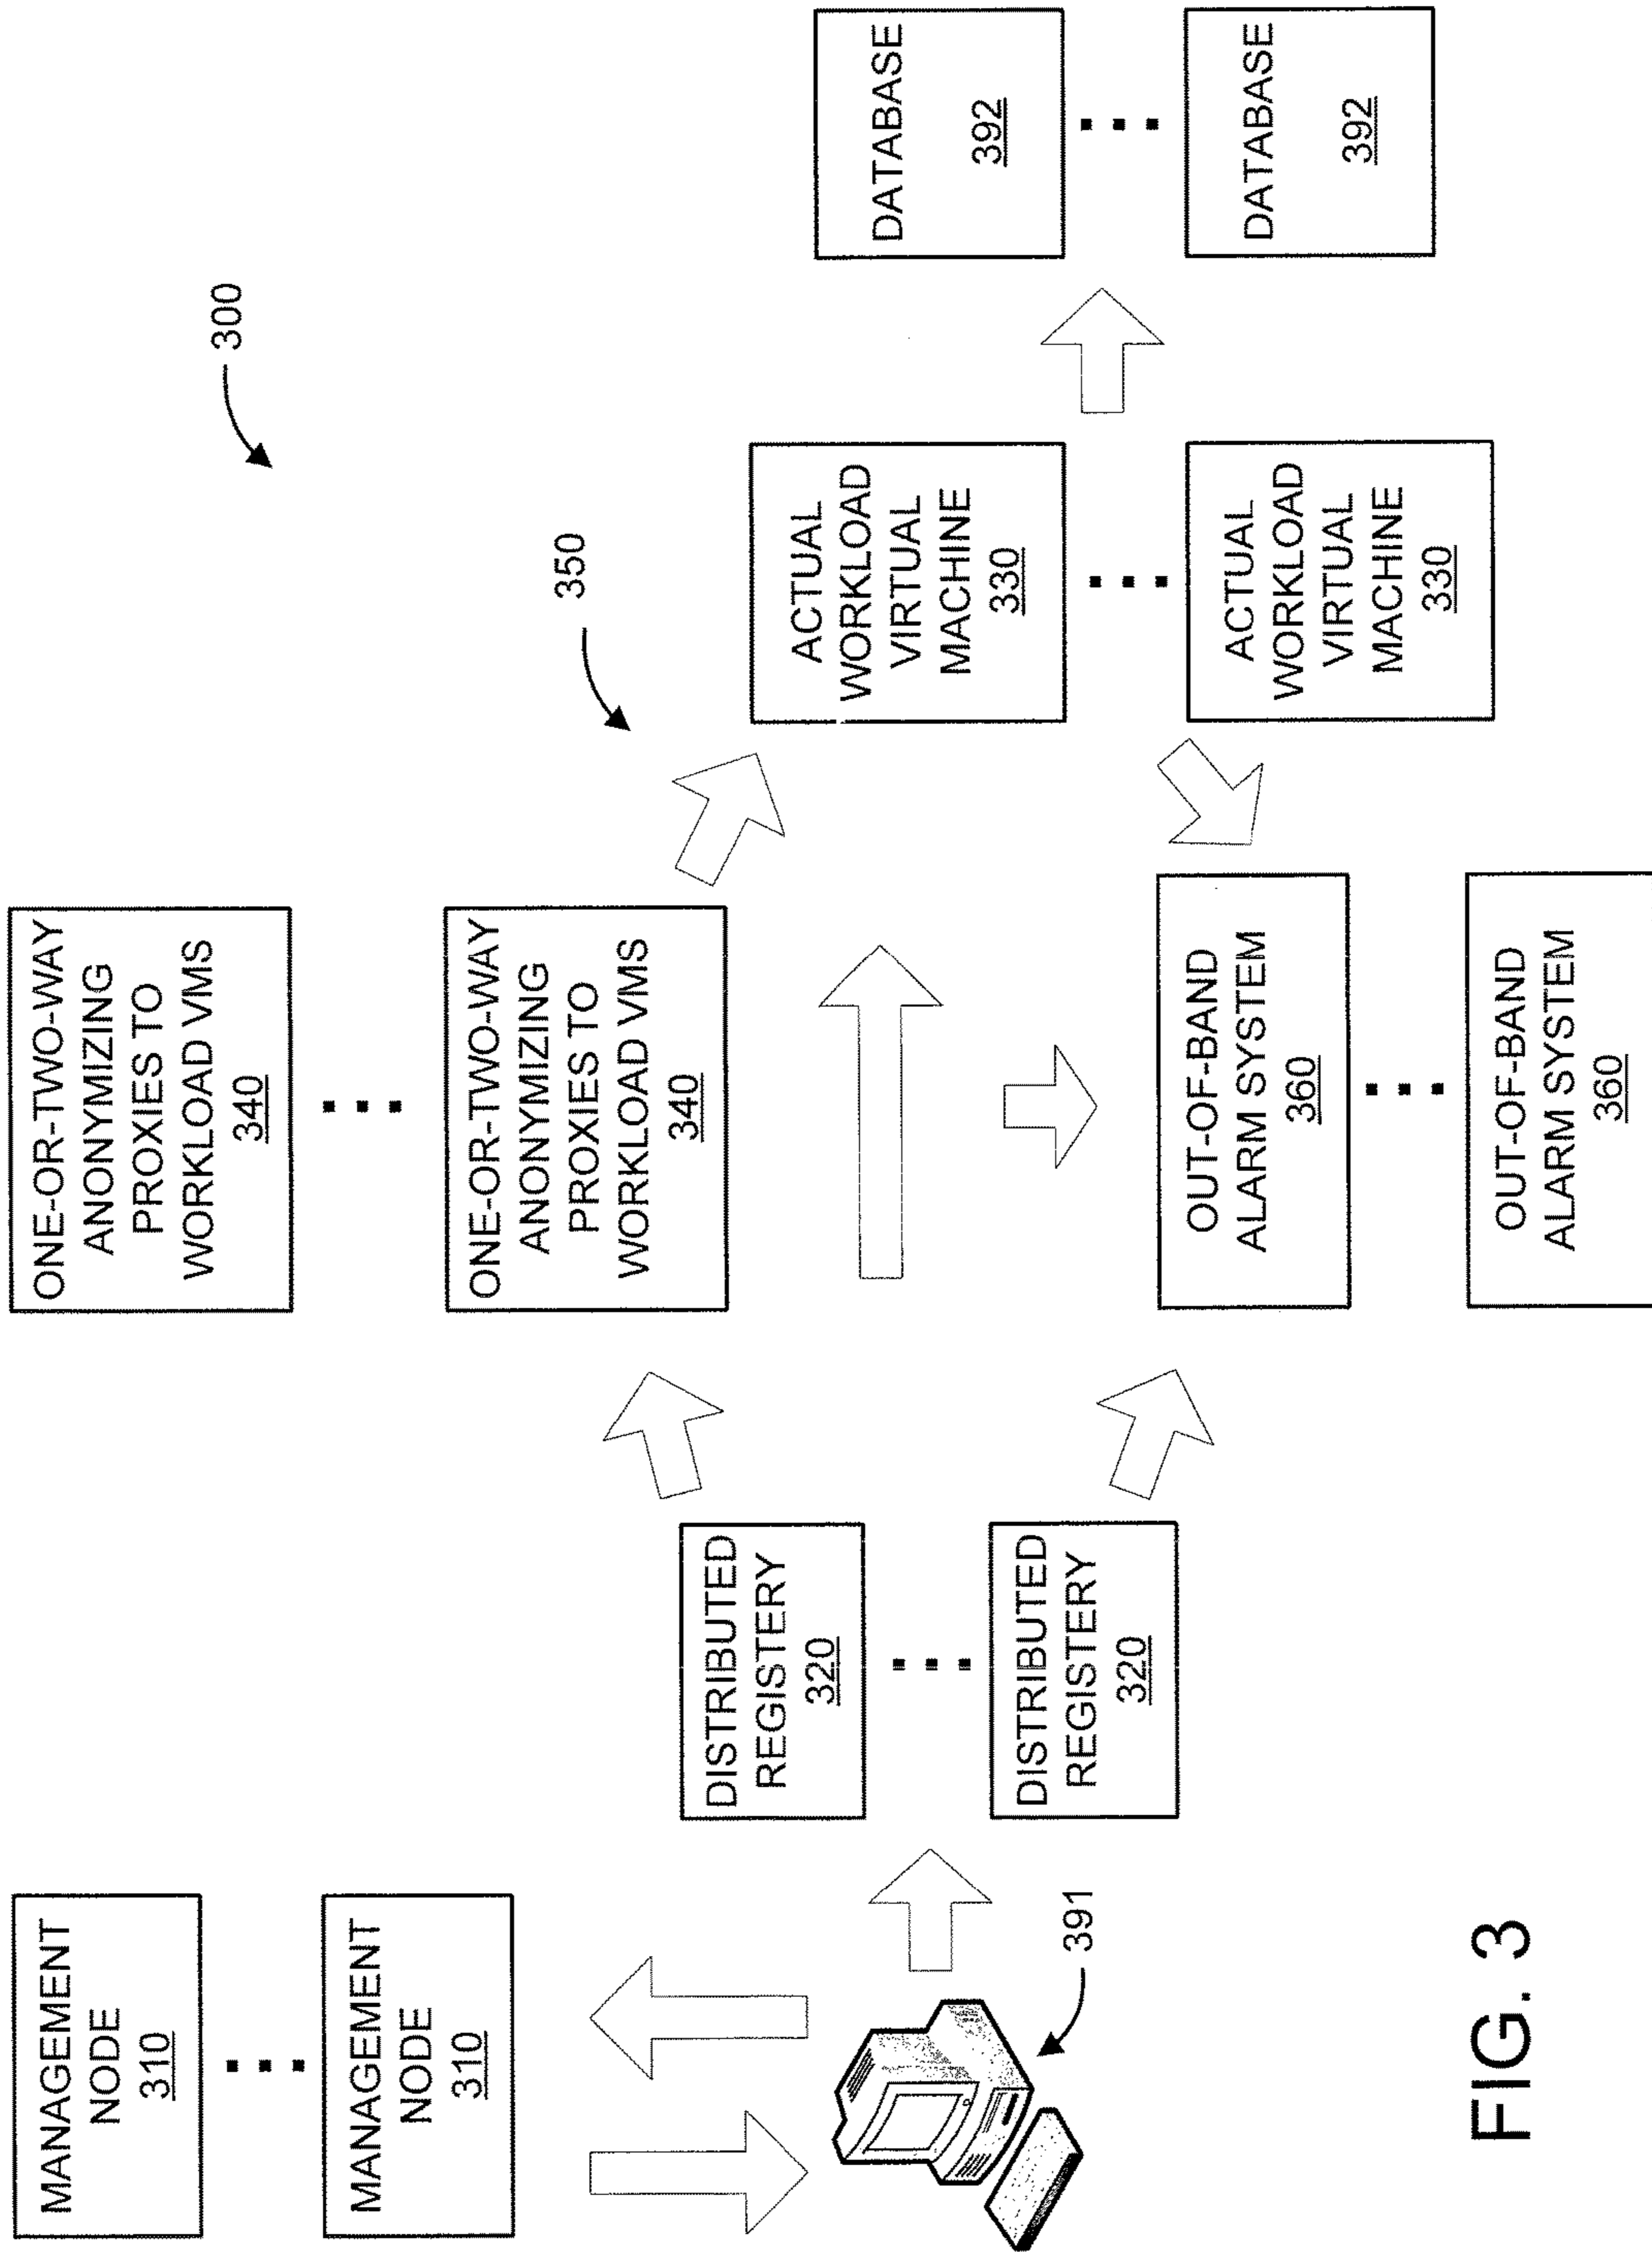 300
350
MANAGEMENT
NODE
310
MANAGEMENT
NODE
310
391
DISTRIBUTED
REGISTERY
320
DISTRIBUTED
REGISTERY
320
ONE-OR-TWO-WAY
ANONYMIZING
PROXIES TO
WORKLOAD VMS
340
ONE-OR-TWO-WAY
ANONYMIZING
PROXIES TO
WORKLOAD VMS
340
OUT-OF-BAND
ALARM SYSTEM
360
OUT-OF-BAND
ALARM SYSTEM
360
ACTUAL
WORKLOAD
VIRTUAL
MACHINE
330
ACTUAL
WORKLOAD
VIRTUAL
MACHINE
330
DATABASE
392
DATABASE
392
FIG. 3